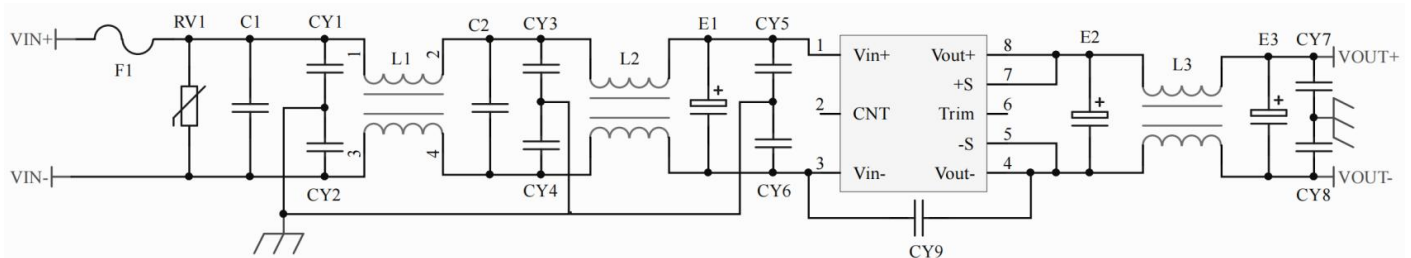 VIN+
F1
RV1
C1
CY1
1
L1
2
C2
CY3
L2
E1
CY5
1
Vin+
Vout+
8
E2
L3
E3
CY7
VOUT+
+S
7
2
CNT
Trim
6
-S
5
VIN-
3
4
CY2
CY4
CY6
3
Vin-
Vout-
4
CY8
VOUT-
CY9
+
+
+